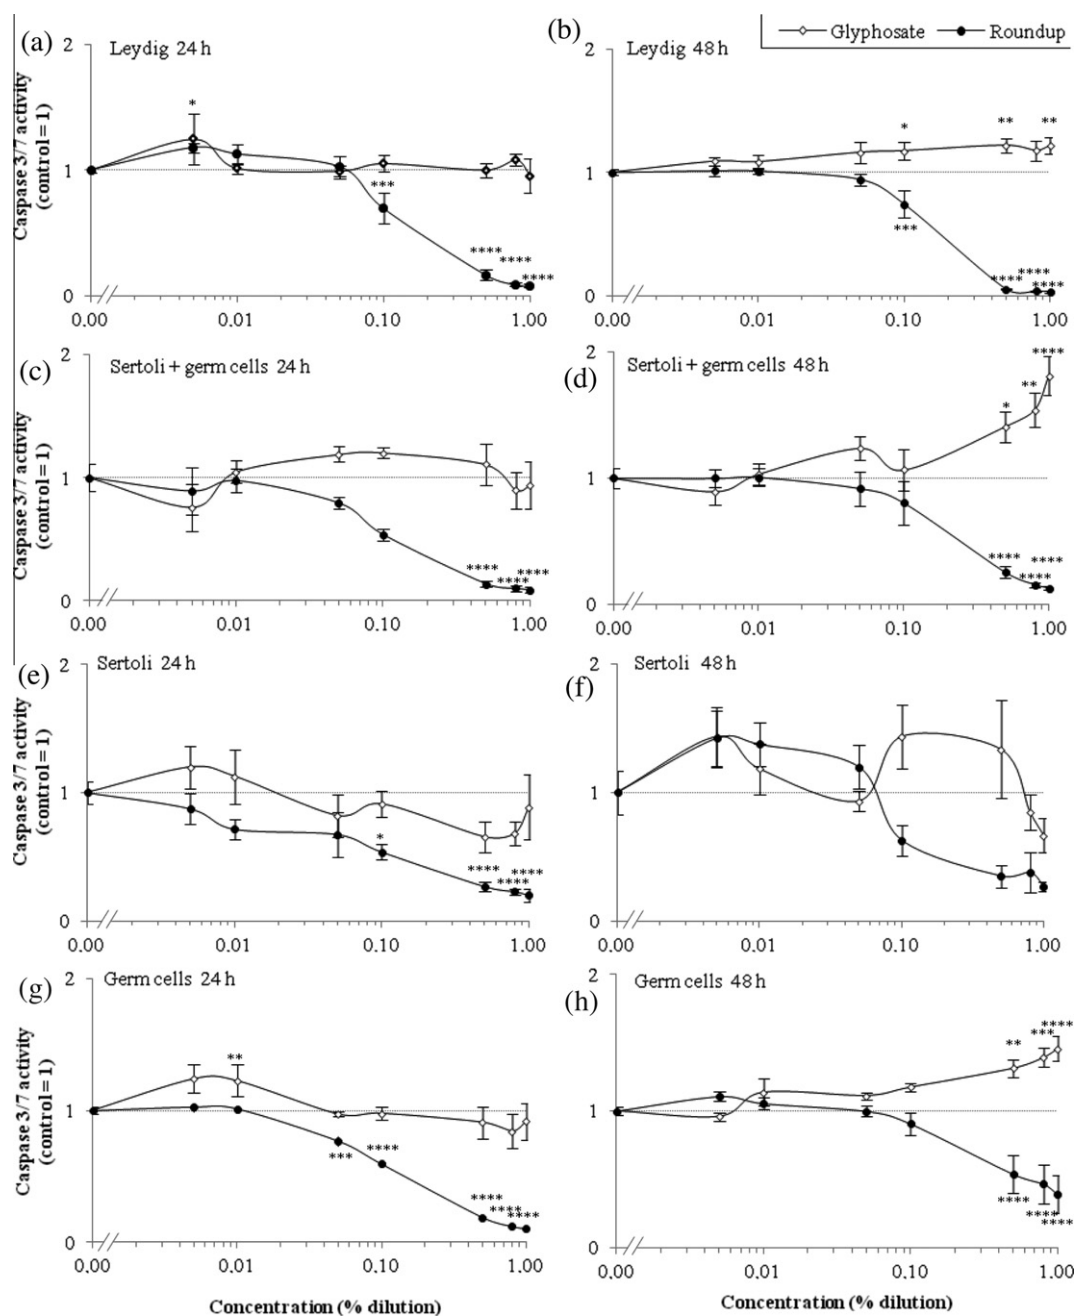 Glyphosate Roundup
(a) Leydig 24 h
(b) Leydig 48 h
Caspase 3/7 activity
(control = 1)
2
1
0
* *** **** **** ****
0.00 0.01 0.10 1.00
2
1
0
* ** **
*** **** **** ****
0.00 0.01 0.10 1.00
(c) Sertoli + germ cells 24 h
(d) Sertoli + germ cells 48 h
Caspase 3/7 activity
(control = 1)
2
1
0
**** **** ****
0.00 0.01 0.10 1.00
2
1
0
* ** ****
**** **** ****
0.00 0.01 0.10 1.00
(e) Sertoli 24 h
(f) Sertoli 48 h
Caspase 3/7 activity
(control = 1)
2
1
0
* **** **** ****
0.00 0.01 0.10 1.00
2
1
0
0.00 0.01 0.10 1.00
(g) Germ cells 24 h
(h) Germ cells 48 h
Caspase 3/7 activity
(control = 1)
2
1
0
**
*** **** **** **** ****
0.00 0.01 0.10 1.00
Concentration (% dilution)
2
1
0
** *** ****
**** **** ****
0.00 0.01 0.10 1.00
Concentration (% dilution)